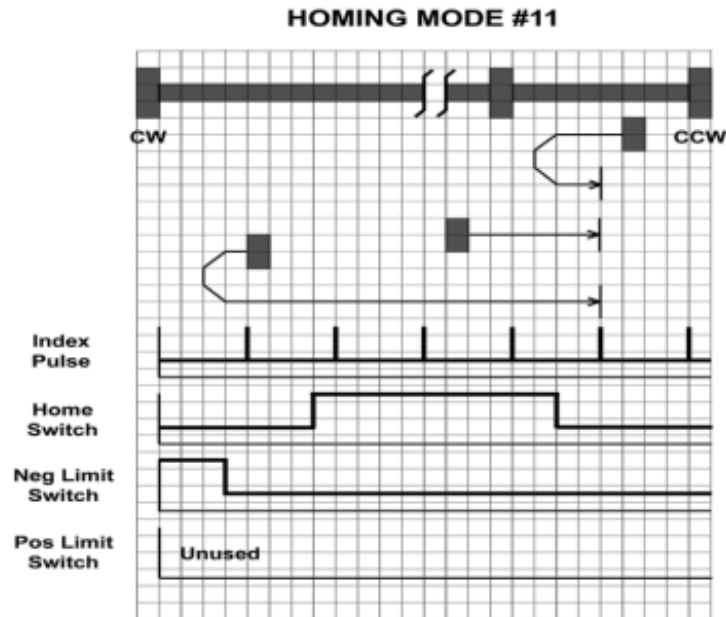 HOMING MODE #11
CW
CCW
Index
Pulse
Home
Switch
Neg Limit
Switch
Pos Limit
Switch
Unused